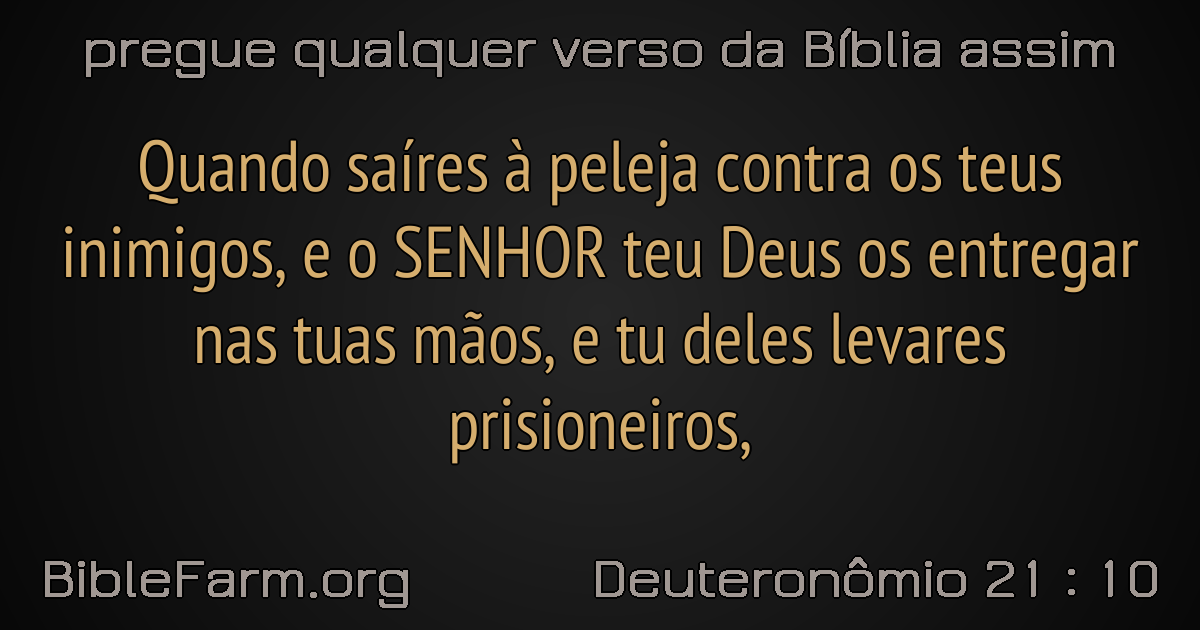 pregue qualquer verso da Bíblia assim
Quando saíres à peleja contra os teus
inimigos, e o SENHOR teu Deus os entregar
nas tuas mãos, e tu deles levares
prisioneiros,
BibleFarm.org
Deuteronômio 21 : 10